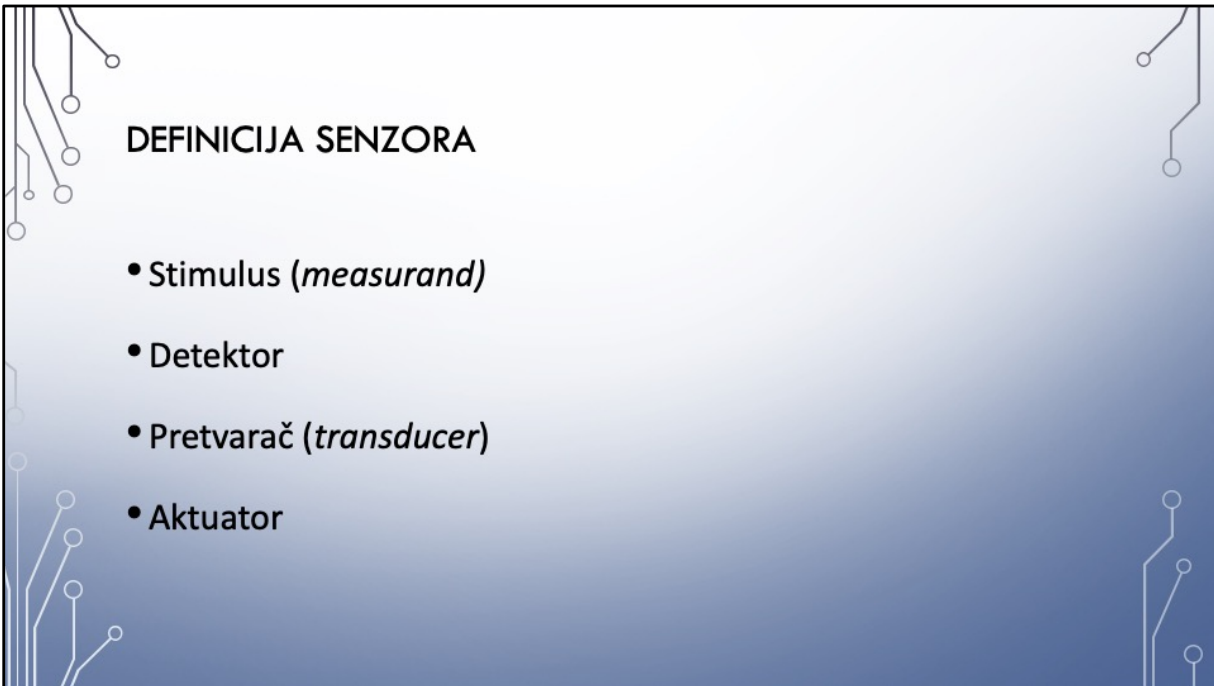 DEFINICIJA SENZORA
• Stimulus (measurand)
• Detektor
• Pretvarač (transducer)
• Aktuator